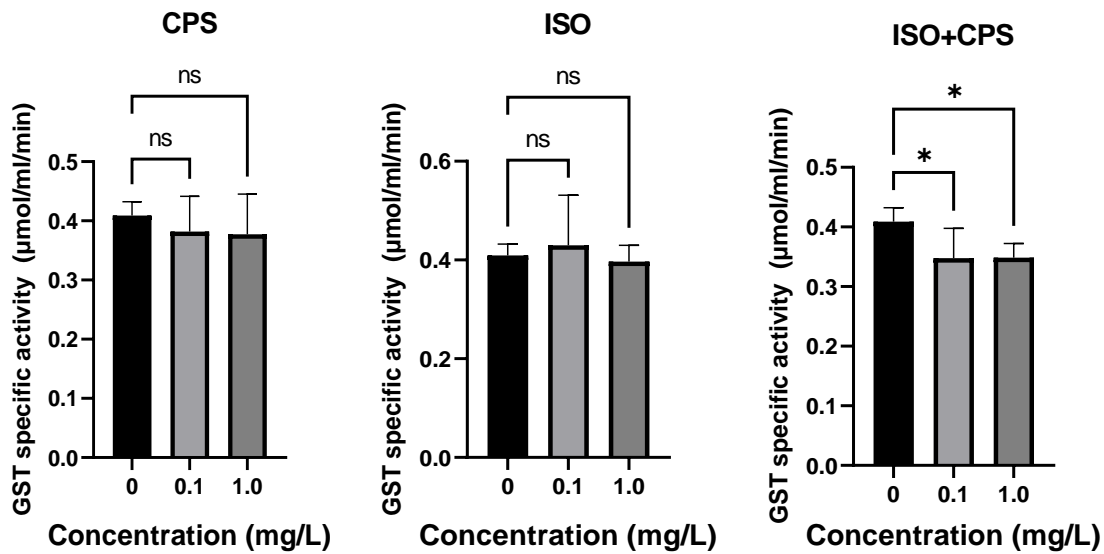 CPS
ns
ns
GST specific activity (µmol/ml/min)
0.5
0.4
0.3
0.2
0.1
0.0
0
0.1
1.0
Concentration (mg/L)
ISO
ns
ns
GST specific activity (µmol/ml/min)
0.6
0.4
0.2
0.0
0
0.1
1.0
Concentration (mg/L)
ISO+CPS
*
*
GST specific activity (µmol/ml/min)
0.5
0.4
0.3
0.2
0.1
0.0
0
0.1
1.0
Concentration (mg/L)